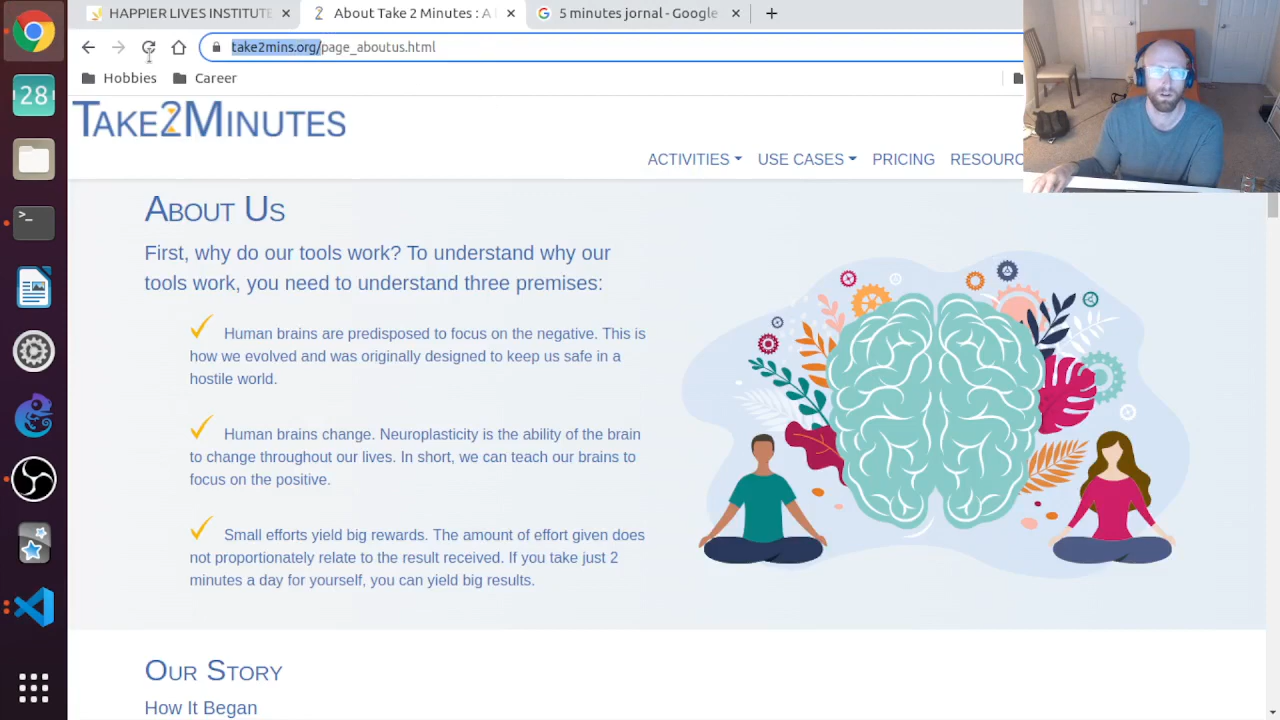 HAPPIER LIVES INSTITUTE
About Take 2 Minutes : A
5 minutes jornal - Google
take2mins.org/page_aboutus.html
Hobbies
Career
28
TAKE2MINUTES
ACTIVITIES
USE CASES
PRICING
RESOURC
ABOUT US
First, why do our tools work? To understand why our
tools work, you need to understand three premises:
Human brains are predisposed to focus on the negative. This is
how we evolved and was originally designed to keep us safe in a
hostile world.
Human brains change. Neuroplasticity is the ability of the brain
to change throughout our lives. In short, we can teach our brains to
focus on the positive.
Small efforts yield big rewards. The amount of effort given does
not proportionately relate to the result received. If you take just 2
minutes a day for yourself, you can yield big results.
OUR STORY
How It Began